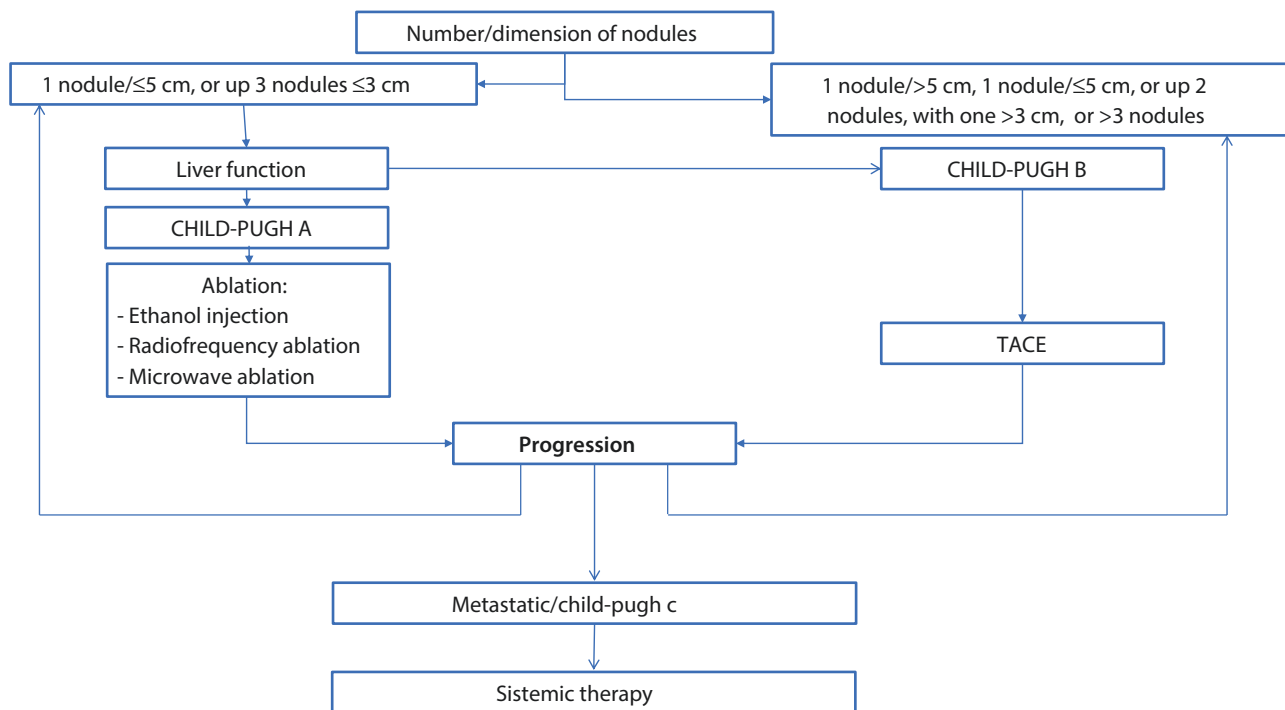 Number/dimension of nodules
1 nodule/≤5 cm, or up 3 nodules ≤3 cm
1 nodule/>5 cm, 1 nodule/≤5 cm, or up 2
nodules, with one >3 cm, or >3 nodules
Liver function
CHILD-PUGH B
CHILD-PUGH A
Ablation:
- Ethanol injection
- Radiofrequency ablation
- Microwave ablation
TACE
Progression
Metastatic/child-pugh c
Sistemic therapy